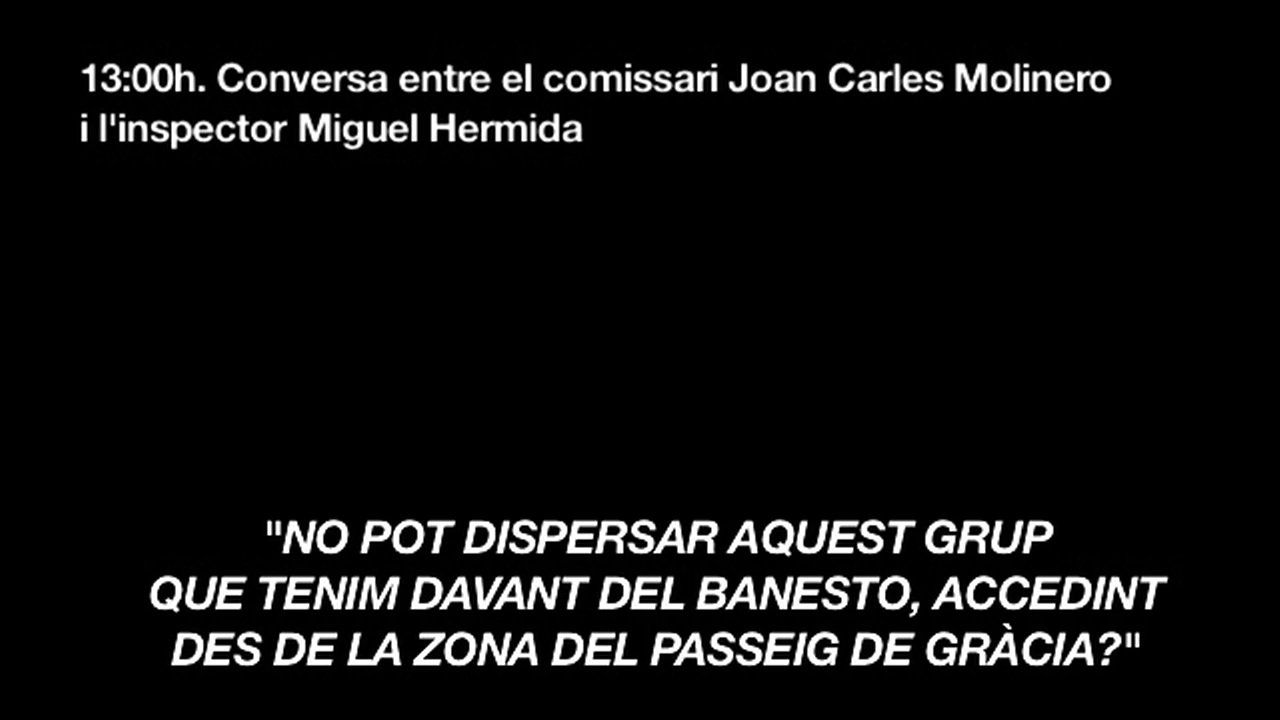 13:00h. Conversa entre el comissari Joan Carles Molinero
i l'inspector Miguel Hermida
"NO POT DISPERSAR AQUEST GRUP
QUE TENIM DAVANT DEL BANESTO, ACCEDINT
DES DE LA ZONA DEL PASSEIG DE GRÀCIA?"